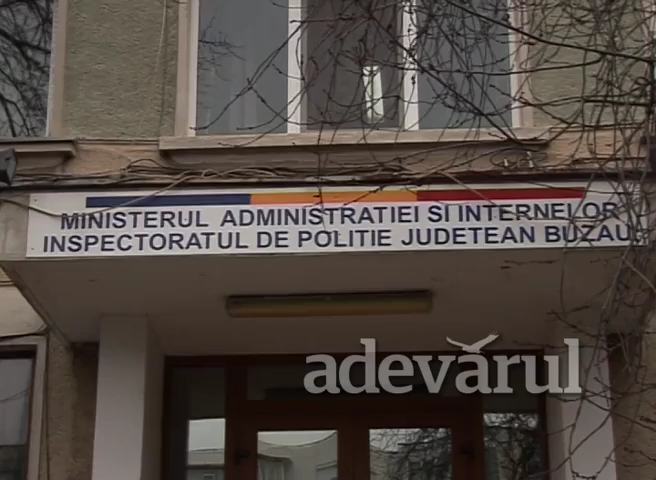 MINISTERUL ADMINISTRATIEI SI INTERNELOR
INSPECTORATUL DE POLITIE JUDETEAN BUZAU
adevărul